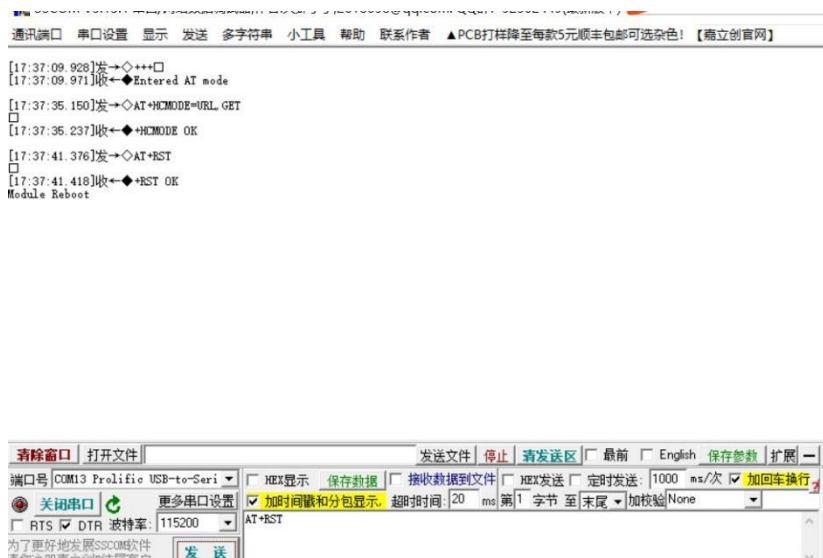 通讯端口 串口设置 显示 发送 多字符串 小工具 帮助 联系作者 ▲PCB打样降至每款5元顺丰包邮可选杂色！【嘉立创官网】
[17:37:09.928]发→◇+++□
[17:37:09.971]收←◆Entered AT mode
[17:37:35.150]发→◇AT+HCMODE=URL,GET
□
[17:37:35.237]收←◆+HCMODE OK
[17:37:41.376]发→◇AT+RST
□
[17:37:41.418]收←◆+RST OK
Module Reboot
清除窗口 打开文件 发送文件 停止 清发送区 最前 English 保存参数 扩展 —
端口号 COM13 Prolific USB-to-Seri HEX显示 保存数据 接收数据到文件 HEX发送 定时发送: 1000 ms/次 加回车换行
关闭串口 更多串口设置 加时间戳和分包显示, 超时时间: 20 ms 第1 字节 至 末尾 加校验None
RTS DTR 波特率: 115200 AT+RST
为了更好地发展SSCOM软件
发 送